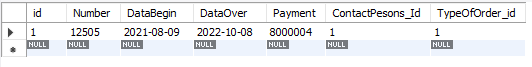 id Number DataBegin DataOver Payment ContactPesons_Id TypeOfOrder_id
1 12505 2021-08-09 2022-10-08 8000004 1 1
NULL NULL NULL NULL NULL NULL NULL